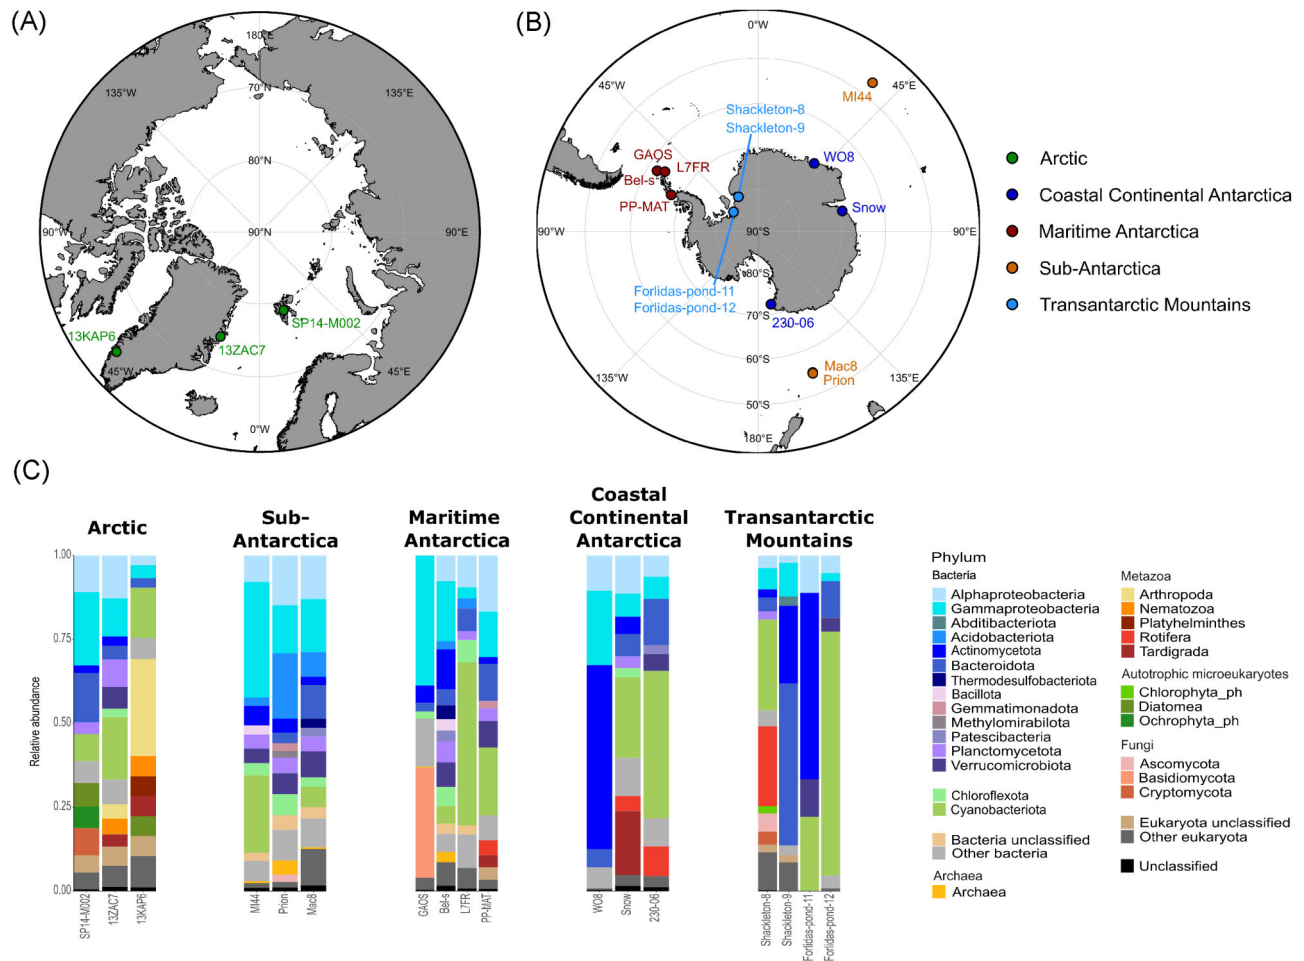 (A)
180°E
135°W
70°N
135°E
80°N
90°W
90°N
90°E
SP14-M002
13KAP6
13ZAC7
45°W
45°E
0°W
(B)
0°W
45°W
45°E
MI44
Shackleton-8
Shackleton-9
GAOS
L7FR
WO8
Bel-s
PP-MAT
Snow
90°S
90°E
80°S
Forlidas-pond-11
Forlidas-pond-12
70°S
230-06
60°S
Mac8
Prion
135°W
135°E
50°S
180°E
Arctic
Coastal Continental Antarctica
Maritime Antarctica
Sub-Antarctica
Transantarctic Mountains
(C)
Arctic
Sub-
Antarctica
Maritime
Antarctica
Coastal
Continental
Antarctica
Transantarctic
Mountains
Relative abundance
1.00
0.75
0.50
0.25
0.00
SP14-M002
13ZAC7
13KAP6
MI44
Prion
Mac8
GAOS
Bel-s
L7FR
PP-MAT
WO8
Snow
230-06
Shackleton-8
Shackleton-9
Forlidas-pond-11
Forlidas-pond-12
Phylum
Bacteria
Alphaproteobacteria
Gammaproteobacteria
Abditibacteriota
Acidobacteriota
Actinomycetota
Bacteroidota
Thermodesulfobacteriota
Bacillota
Gemmatimonadota
Methylomirabilota
Patescibacteria
Planctomycetota
Verrucomicrobiota
Chloroflexota
Cyanobacteriota
Bacteria unclassified
Other bacteria
Archaea
Archaea
Metazoa
Arthropoda
Nematozoa
Platyhelminthes
Rotifera
Tardigrada
Autotrophic microeukaryotes
Chlorophyta_ph
Diatomea
Ochrophyta_ph
Fungi
Ascomycota
Basidiomycota
Cryptomycota
Eukaryota unclassified
Other eukaryota
Unclassified